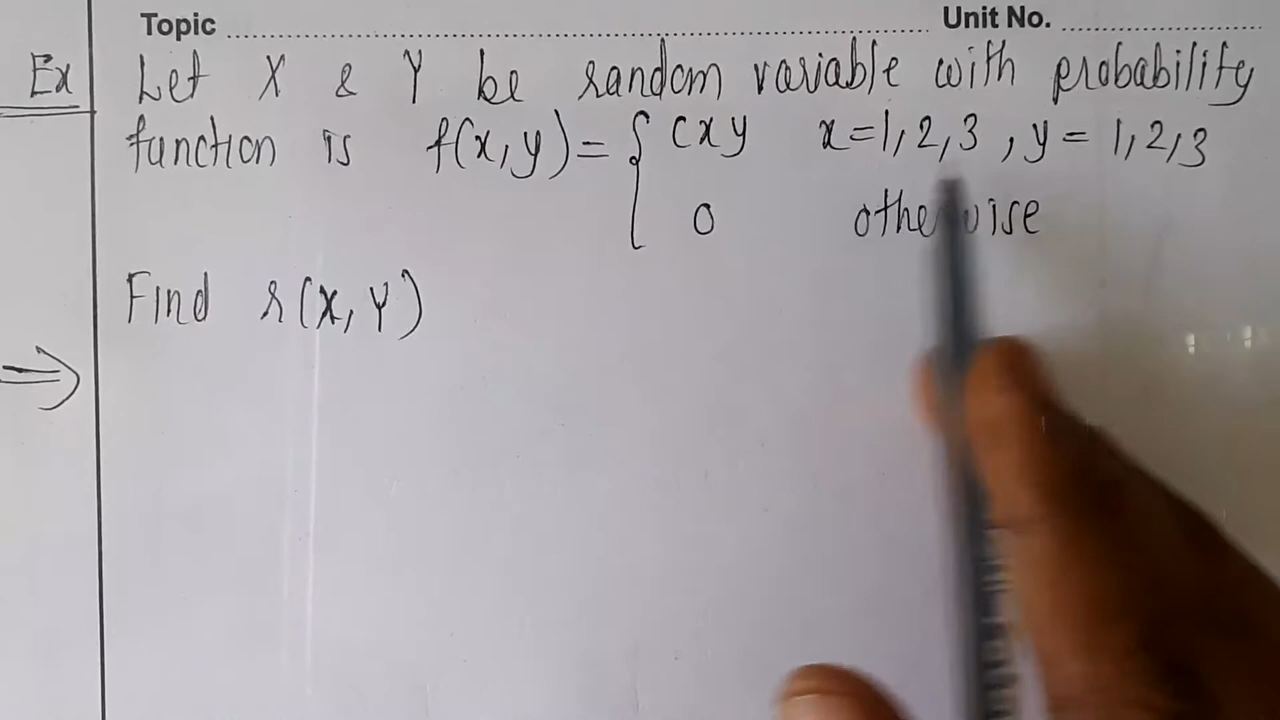 Topic ........ Unit No. ........
Ex Let X & Y be random variable with probability
function is f(x,y) = { cxy x=1,2,3 , y = 1,2,3
0 otherwise
Find r(X,Y)
⇒